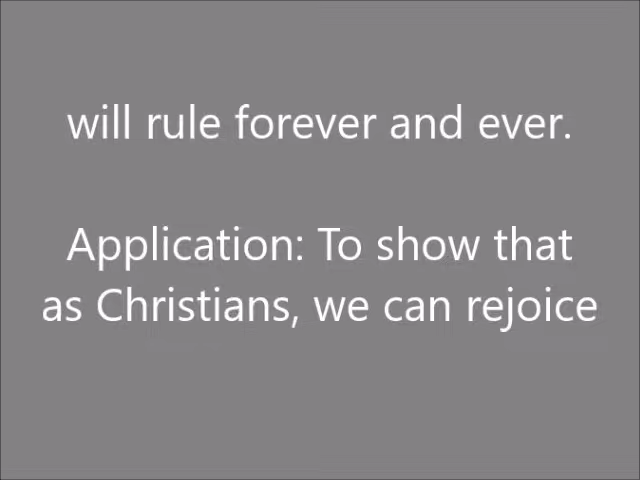 will rule forever and ever.
Application: To show that
as Christians, we can rejoice